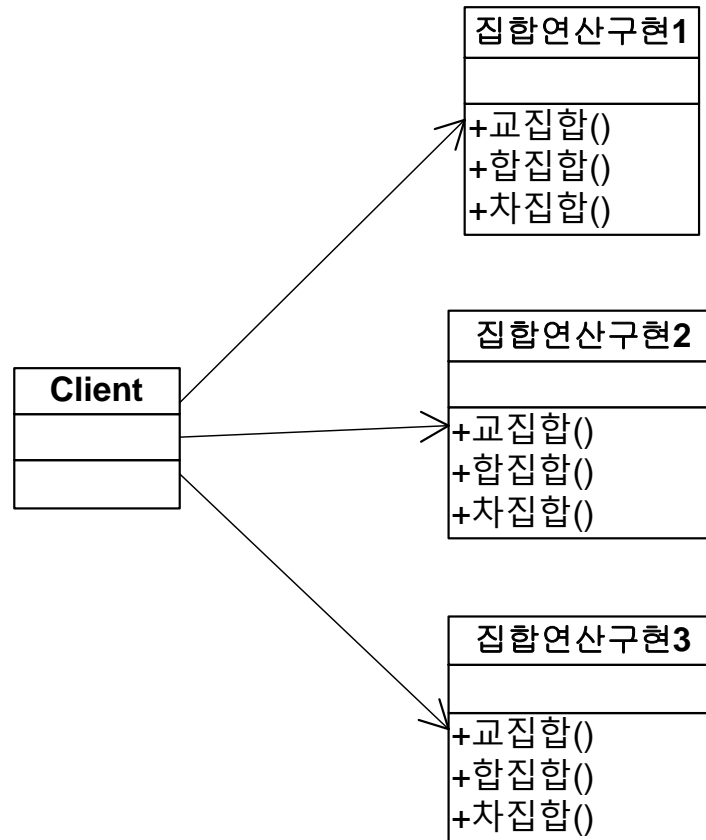 집합연산구현1
+교집합()
+합집합()
+차집합()
Client
집합연산구현2
+교집합()
+합집합()
+차집합()
집합연산구현3
+교집합()
+합집합()
+차집합()